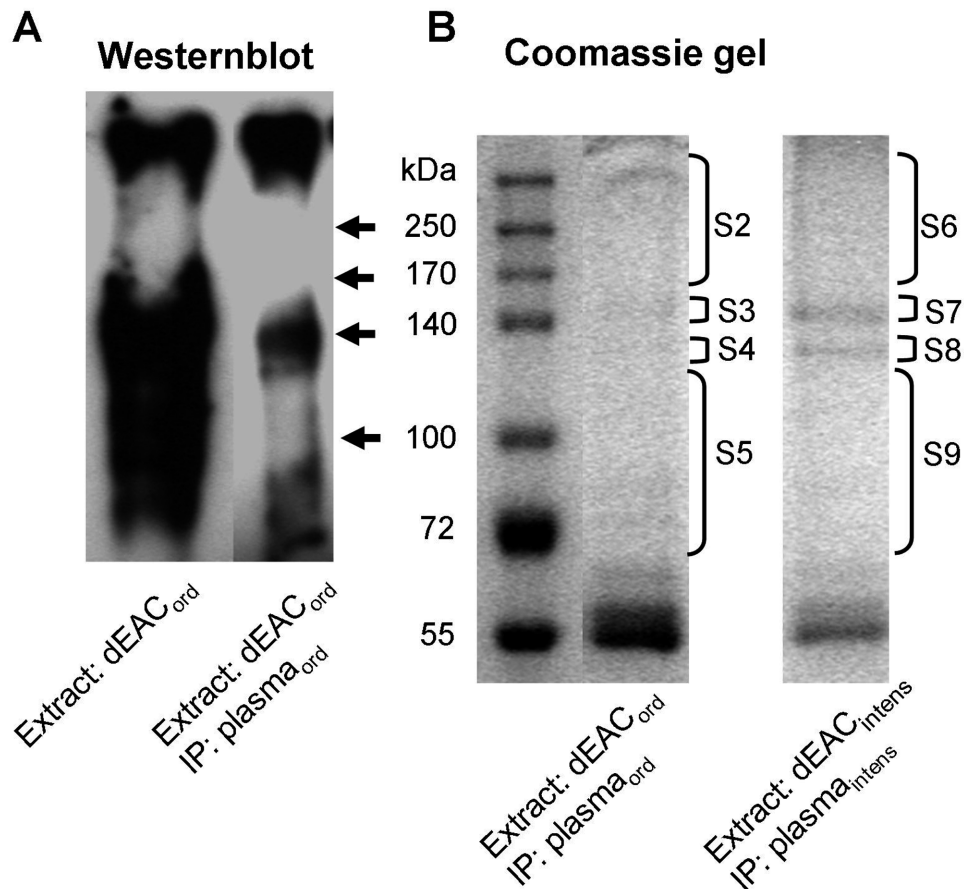 A
Westernblot
B
Coomassie gel
kDa
250
170
140
100
72
55
S2
S3
S4
S5
S6
S7
S8
S9
Extract: dEACord
Extract: dEACord
IP: plasmaord
Extract: dEACord
IP: plasmaord
Extract: dEACintens
IP: plasmaintens